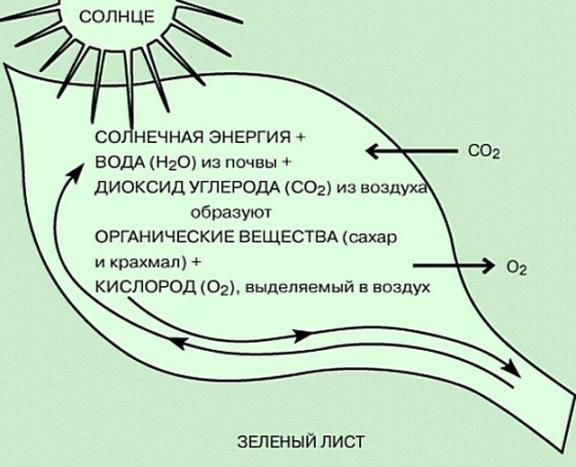 СОЛНЦЕ
СОЛНЕЧНАЯ ЭНЕРГИЯ +
ВОДА (H₂O) из почвы +
CO₂
ДИОКСИД УГЛЕРОДА (CO₂) из воздуха
образуют
ОРГАНИЧЕСКИЕ ВЕЩЕСТВА (сахар
и крахмал) +
O₂
КИСЛОРОД (O₂), выделяемый в воздух
ЗЕЛЕНЫЙ ЛИСТ